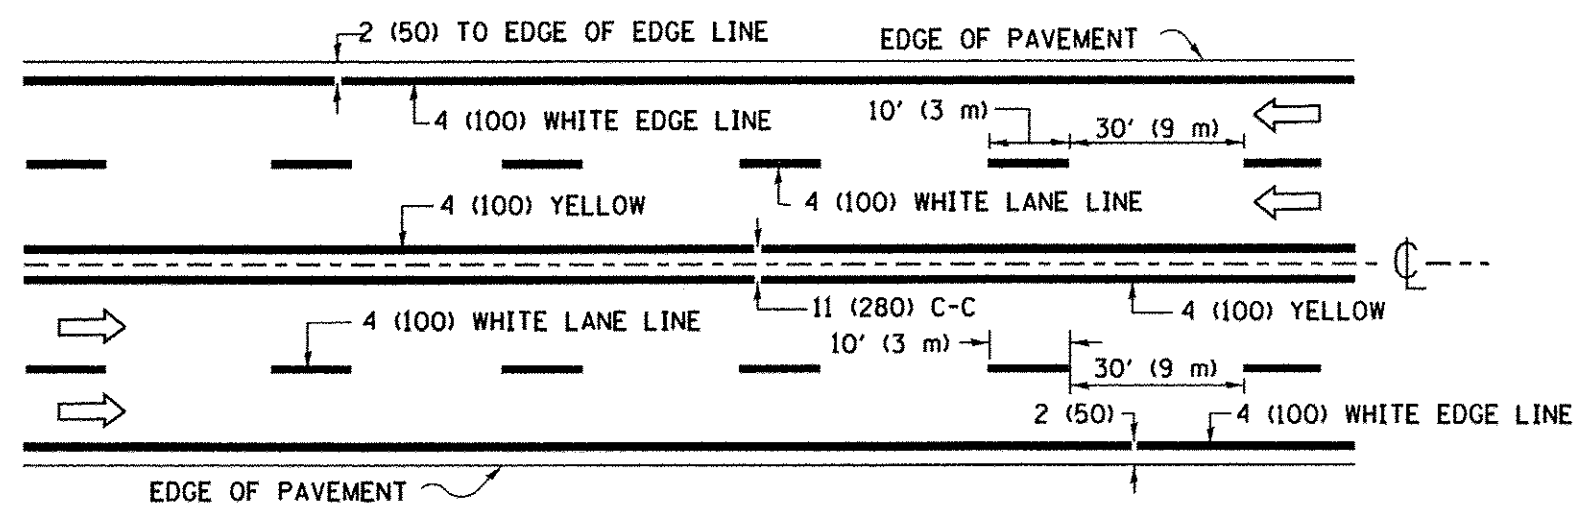 2 (50) TO EDGE OF EDGE LINE
EDGE OF PAVEMENT
4 (100) WHITE EDGE LINE
10' (3 m)
30' (9 m)
4 (100) YELLOW
4 (100) WHITE LANE LINE
℄
11 (280) C-C
4 (100) YELLOW
4 (100) WHITE LANE LINE
10' (3 m)
30' (9 m)
2 (50)
4 (100) WHITE EDGE LINE
EDGE OF PAVEMENT